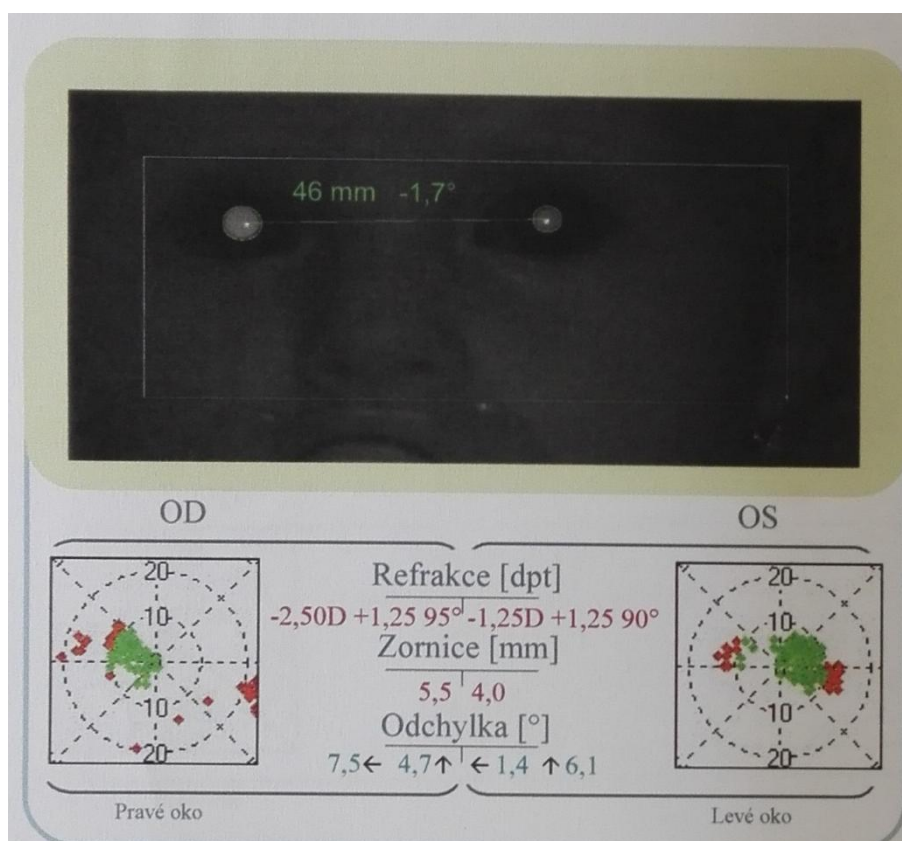 46 mm -1,7°
OD
OS
20
10
10
20
Refrakce [dpt]
-2,50D +1,25 95° -1,25D +1,25 90°
Zornice [mm]
5,5 4,0
Odchylka [°]
7,5← 4,7↑ ←1,4 ↑6,1
20
10
10
20
Pravé oko
Levé oko